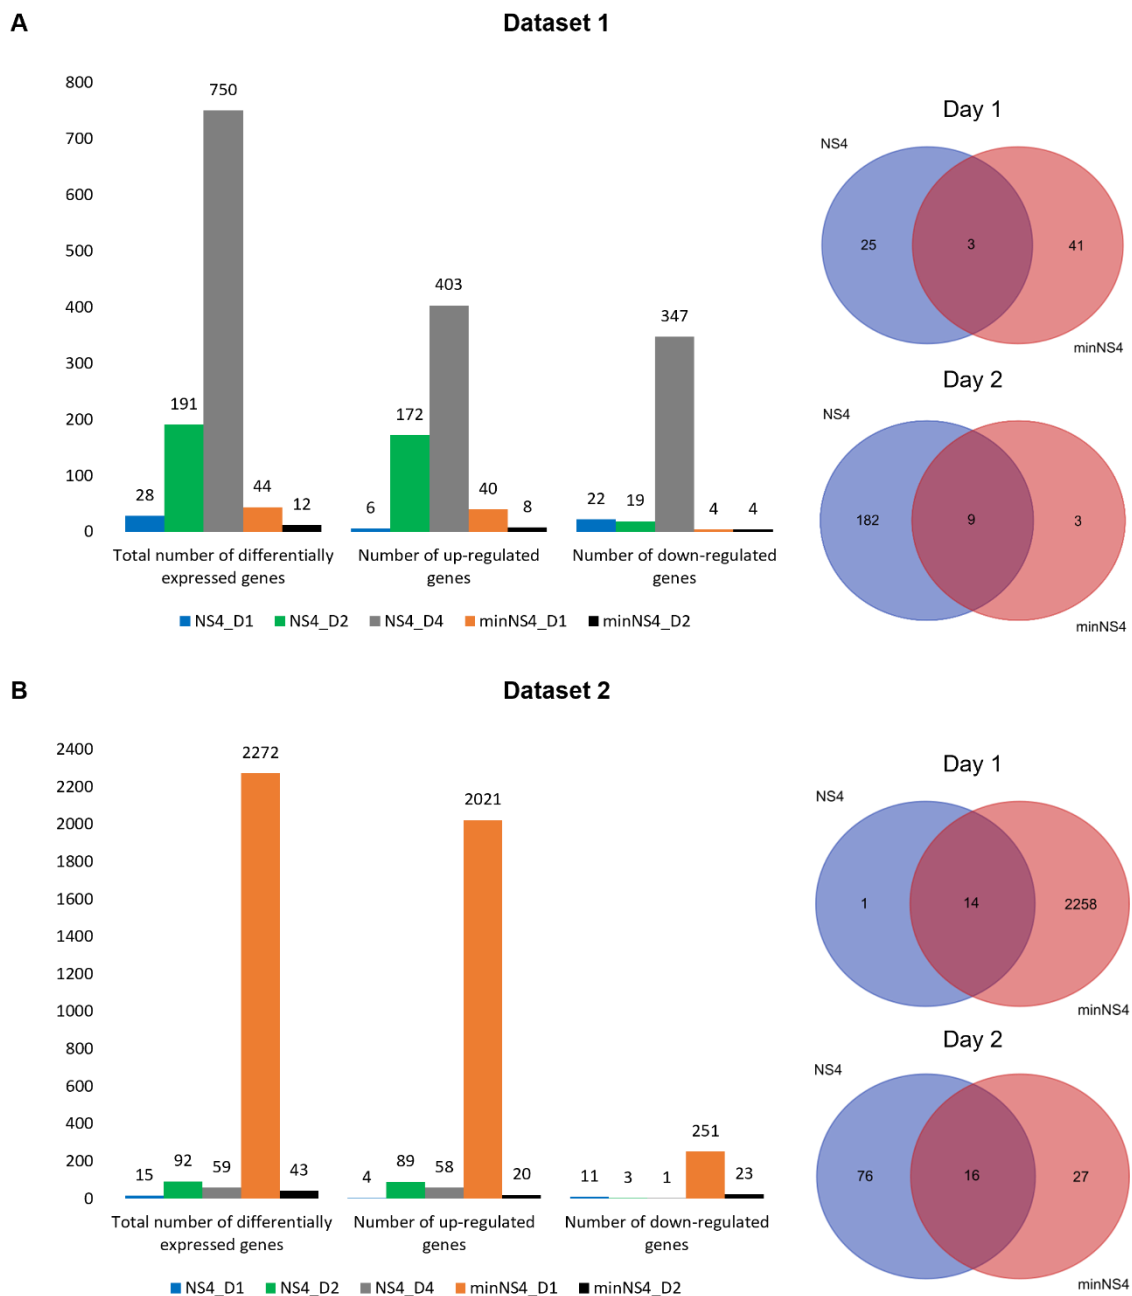 A
Dataset 1
800
700
600
500
400
300
200
100
0
750
403
347
191
172
28
44
12
6
40
8
22
19
4
4
Total number of differentially
expressed genes
Number of up-regulated
genes
Number of down-regulated
genes
NS4_D1 NS4_D2 NS4_D4 minNS4_D1 minNS4_D2
Day 1
NS4
25 3 41
minNS4
Day 2
NS4
182 9 3
minNS4
B
Dataset 2
2400
2200
2000
1800
1600
1400
1200
1000
800
600
400
200
0
2272
2021
251
15
92
59
43
4
89
58
20
11
3
1
23
Total number of differentially
expressed genes
Number of up-regulated
genes
Number of down-regulated
genes
NS4_D1 NS4_D2 NS4_D4 minNS4_D1 minNS4_D2
Day 1
NS4
1 14 2258
minNS4
Day 2
NS4
76 16 27
minNS4